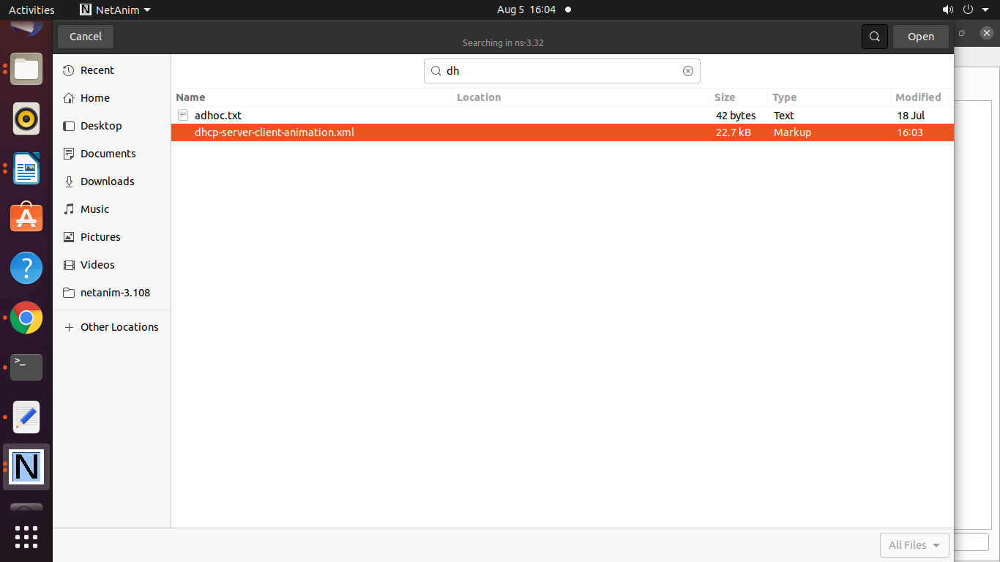 Activities NetAnim Aug 5 16:04
Cancel Searching in ns-3.32 Open
dh
Recent
Home
Desktop
Documents
Downloads
Music
Pictures
Videos
netanim-3.108
Other Locations
Name Location Size Type Modified
adhoc.txt 42 bytes Text 18 Jul
dhcp-server-client-animation.xml 22.7 kB Markup 16:03
All Files